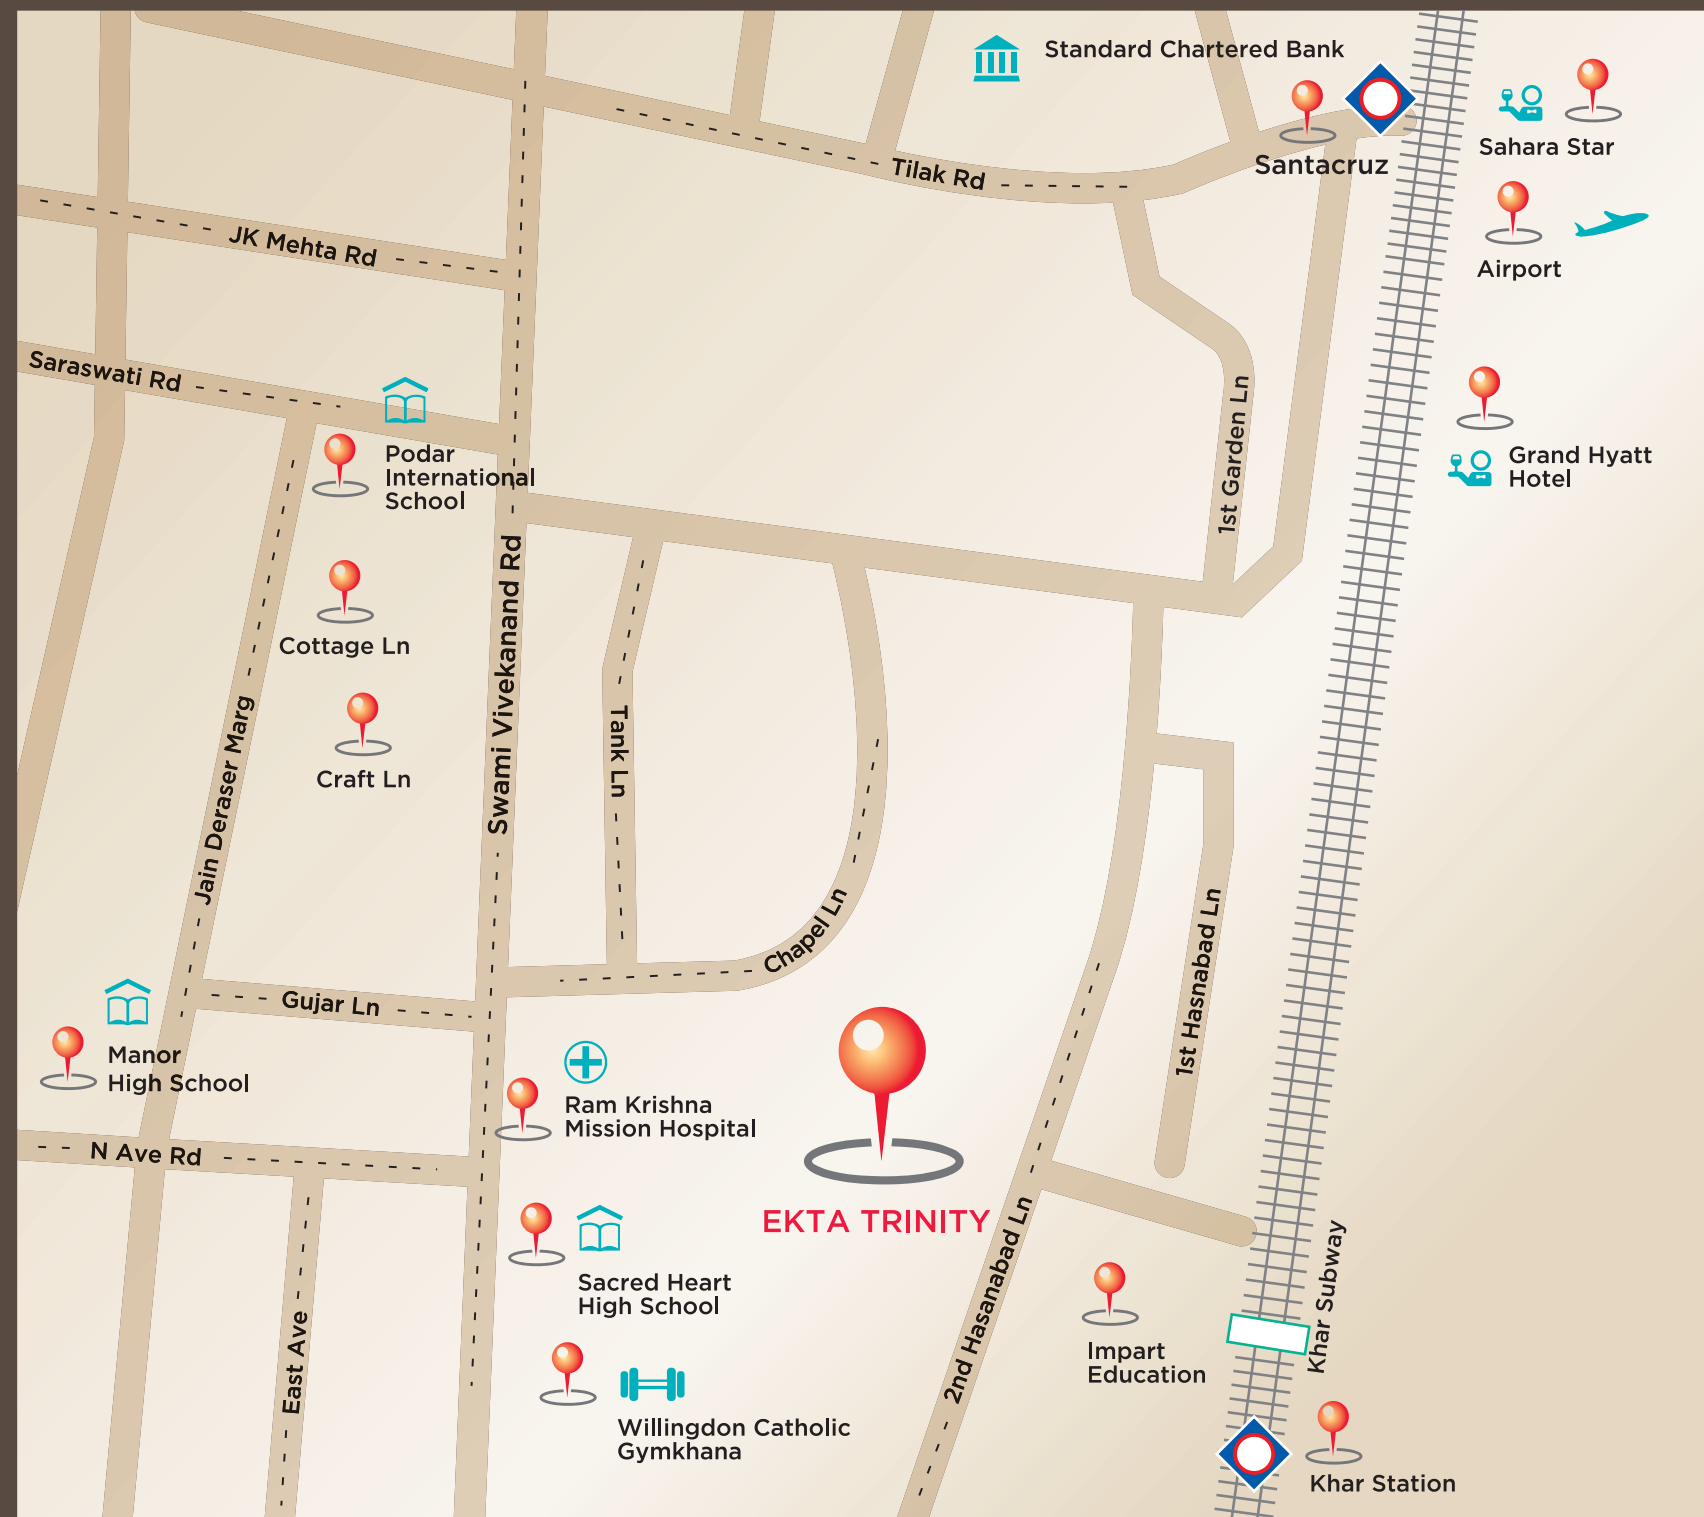 Standard Chartered Bank
Santacruz
Sahara Star
Tilak Rd
JK Mehta Rd
Airport
Saraswati Rd
Podar
International
School
1st Garden Ln
Grand Hyatt
Hotel
Swami Vivekanand Rd
Cottage Ln
Tank Ln
Jain Deraser Marg
Craft Ln
Chapel Ln
1st Hasnabad Ln
Gujar Ln
Manor
High School
Ram Krishna
Mission Hospital
N Ave Rd
EKTA TRINITY
2nd Hasanabad Ln
Khar Subway
Sacred Heart
High School
East Ave
Impart
Education
Willingdon Catholic
Gymkhana
Khar Station